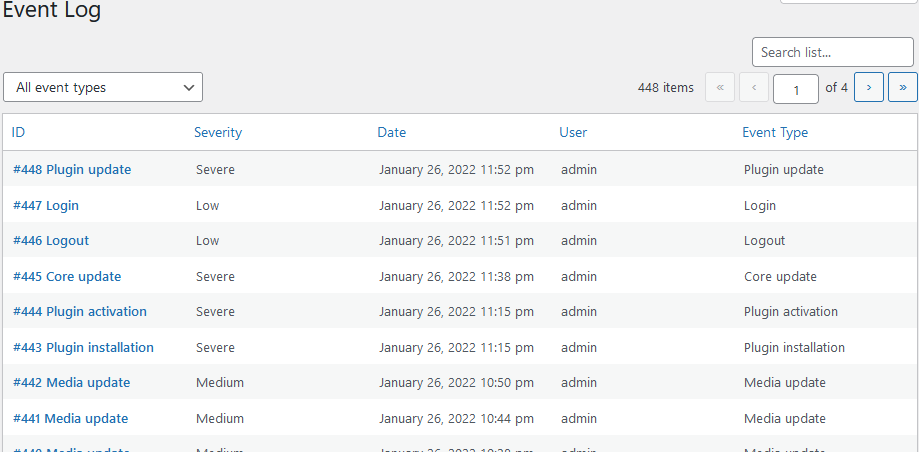 Event Log
Search list...
All event types
448 items « ‹ 1 of 4 › »
ID Severity Date User Event Type
#448 Plugin update Severe January 26, 2022 11:52 pm admin Plugin update
#447 Login Low January 26, 2022 11:52 pm admin Login
#446 Logout Low January 26, 2022 11:51 pm admin Logout
#445 Core update Severe January 26, 2022 11:38 pm admin Core update
#444 Plugin activation Severe January 26, 2022 11:15 pm admin Plugin activation
#443 Plugin installation Severe January 26, 2022 11:15 pm admin Plugin installation
#442 Media update Medium January 26, 2022 10:50 pm admin Media update
#441 Media update Medium January 26, 2022 10:44 pm admin Media update